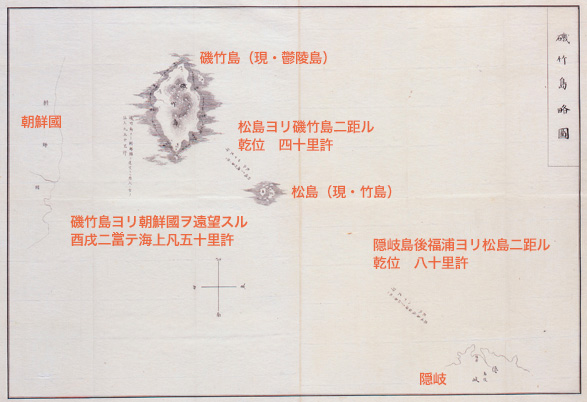 磯竹島略圖
磯竹島（現・鬱陵島）
朝鮮國
松島ヨリ磯竹島二距ル
乾位　四十里許
松島（現・竹島）
磯竹島ヨリ朝鮮國ヲ遠望スル
酉戌二當テ海上凡五十里許
隠岐島後福浦ヨリ松島二距ル
乾位　八十里許
隠岐